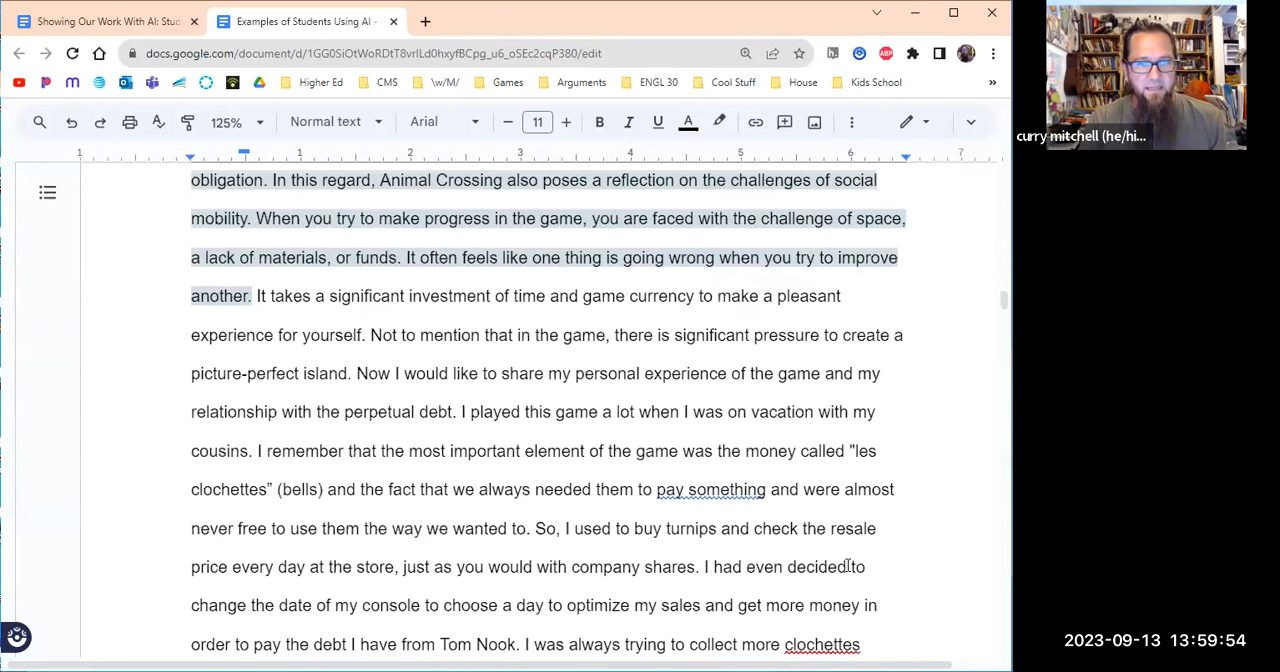 Showing Our Work With AI: Stud
Examples of Students Using AI -
docs.google.com/document/d/1GG0SiOtWoRDtT8vrlLd0hxyfBCpg_u6_oSEc2cqP380/edit
Higher Ed
CMS
\w/M/
Games
Arguments
ENGL 30
Cool Stuff
House
Kids School
»
125%
Normal text
Arial
11
1 1 2 3 4 5 6 7
obligation. In this regard, Animal Crossing also poses a reflection on the challenges of social
mobility. When you try to make progress in the game, you are faced with the challenge of space,
a lack of materials, or funds. It often feels like one thing is going wrong when you try to improve
another. It takes a significant investment of time and game currency to make a pleasant
experience for yourself. Not to mention that in the game, there is significant pressure to create a
picture-perfect island. Now I would like to share my personal experience of the game and my
relationship with the perpetual debt. I played this game a lot when I was on vacation with my
cousins. I remember that the most important element of the game was the money called "les
clochettes” (bells) and the fact that we always needed them to pay something and were almost
never free to use them the way we wanted to. So, I used to buy turnips and check the resale
price every day at the store, just as you would with company shares. I had even decided to
change the date of my console to choose a day to optimize my sales and get more money in
order to pay the debt I have from Tom Nook. I was always trying to collect more clochettes
curry mitchell (he/hi...
2023-09-13 13:59:54